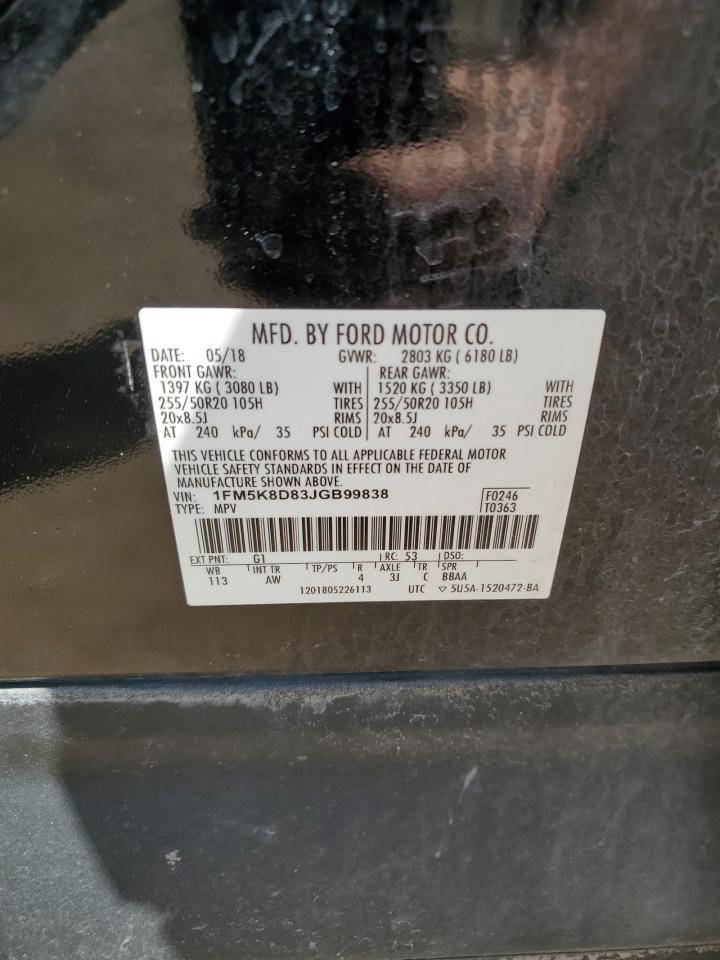 MFD. BY FORD MOTOR CO.
DATE: 05/18 GVWR: 2803 KG ( 6180 LB)
FRONT GAWR: REAR GAWR:
1397 KG ( 3080 LB) WITH 1520 KG ( 3350 LB) WITH
255/50R20 105H TIRES 255/50R20 105H TIRES
20x8.5J RIMS 20x8.5J RIMS
AT 240 kPa/ 35 PSI COLD AT 240 kPa/ 35 PSI COLD
THIS VEHICLE CONFORMS TO ALL APPLICABLE FEDERAL MOTOR
VEHICLE SAFETY STANDARDS IN EFFECT ON THE DATE OF
MANUFACTURE SHOWN ABOVE.
VIN: 1FM5K8D83JGB99838 F0246
TYPE: MPV T0363
EXT PNT: G1 RC: 53 DSO:
WB INT TR TP/PS R AXLE TR SPR
113 AW 4 3J C BBAA
1201805226113 UTC ▽ 5U5A-1520472-BA